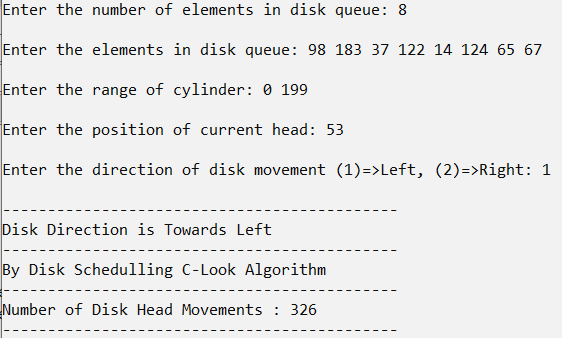 Enter the number of elements in disk queue: 8
Enter the elements in disk queue: 98 183 37 122 14 124 65 67
Enter the range of cylinder: 0 199
Enter the position of current head: 53
Enter the direction of disk movement (1)=>Left, (2)=>Right: 1
--------------------------------------------
Disk Direction is Towards Left
--------------------------------------------
By Disk Schedulling C-Look Algorithm
--------------------------------------------
Number of Disk Head Movements : 326
--------------------------------------------